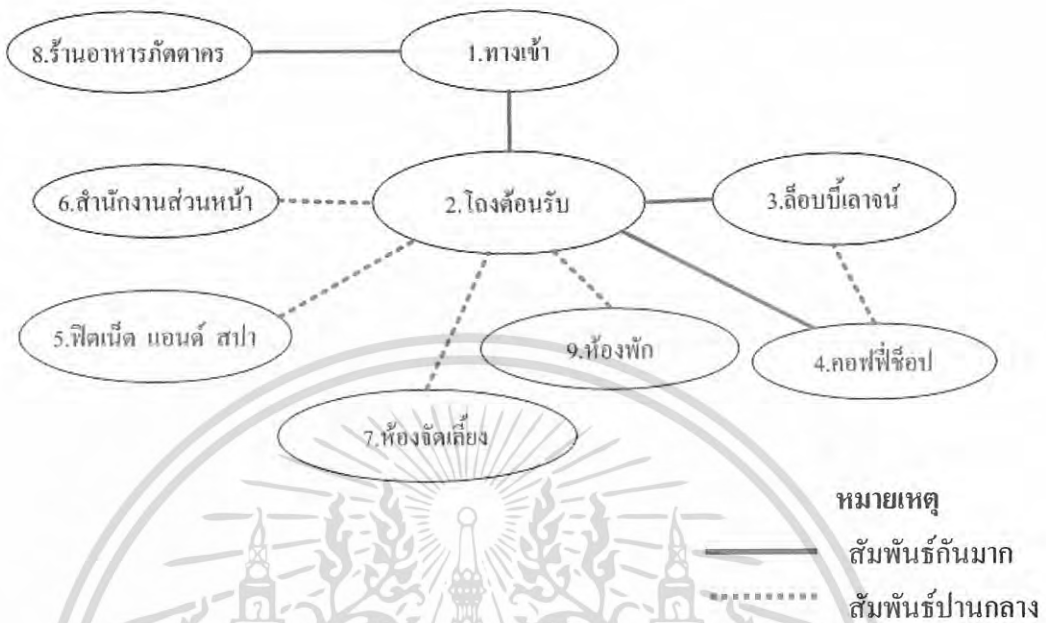 8.ร้านอาหารภัตตาคร
1.ทางเข้า
6.สำนักงานส่วนหน้า
2.โถงต้อนรับ
3.ล็อบบี้เลาจน์
5.ฟิตเน็ต แอนด์ สปา
9.ห้องพัก
4.คอฟฟี่ช็อป
7.ห้องจัดเลี้ยง
หมายเหตุ
สัมพันธ์กันมาก
สัมพันธ์ปานกลาง